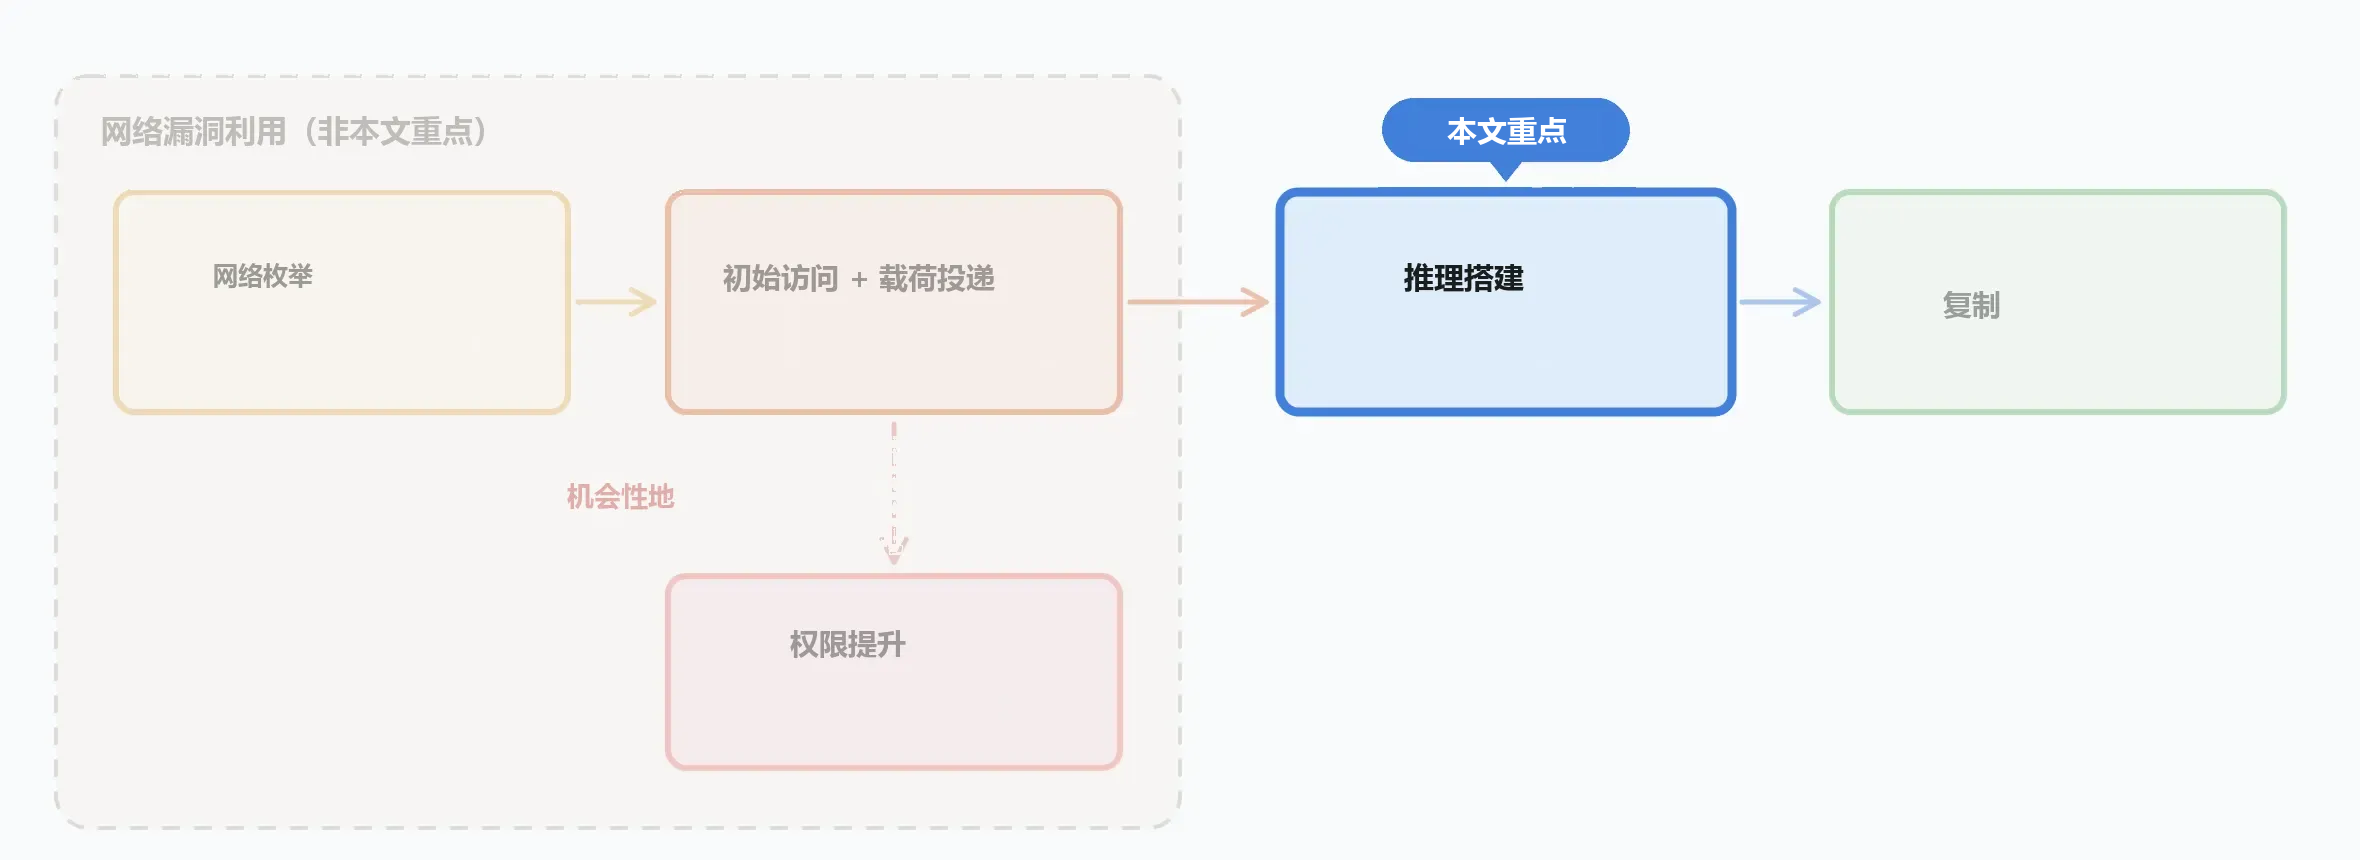 网络漏洞利用（非本文重点）
本文重点
网络枚举
初始访问 + 载荷投递
推理搭建
复制
机会性地
权限提升